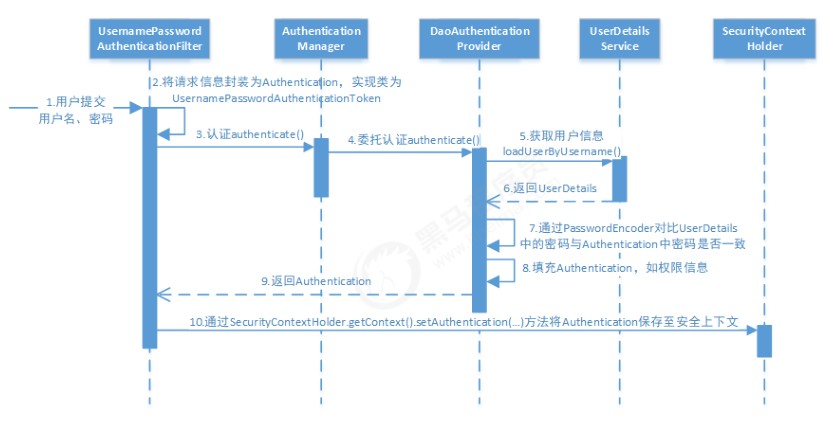 UsernamePassword
AuthenticationFilter
Authentication
Manager
DaoAuthentication
Provider
UserDetails
Service
SecurityContext
Holder
1.用户提交
用户名、密码
2.将请求信息封装为Authentication，实现类为
UsernamePasswordAuthenticationToken
3.认证authenticate()
4.委托认证authenticate()
5.获取用户信息
loadUserByUsername()
6.返回UserDetails
7.通过PasswordEncoder对比UserDetails
中的密码与Authentication中密码是否一致
8.填充Authentication，如权限信息
9.返回Authentication
10.通过SecurityContextHolder.getContext().setAuthentication(...)方法将Authentication保存至安全上下文
黑马程序员